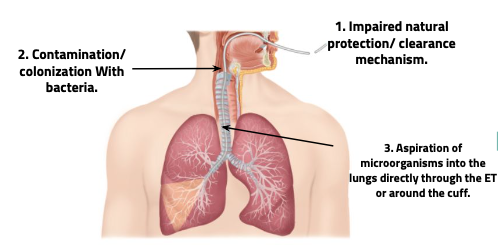 1. Impaired natural
protection/ clearance
mechanism.
2. Contamination/
colonization With
bacteria.
3. Aspiration of
microorganisms into the
lungs directly through the ET
or around the cuff.